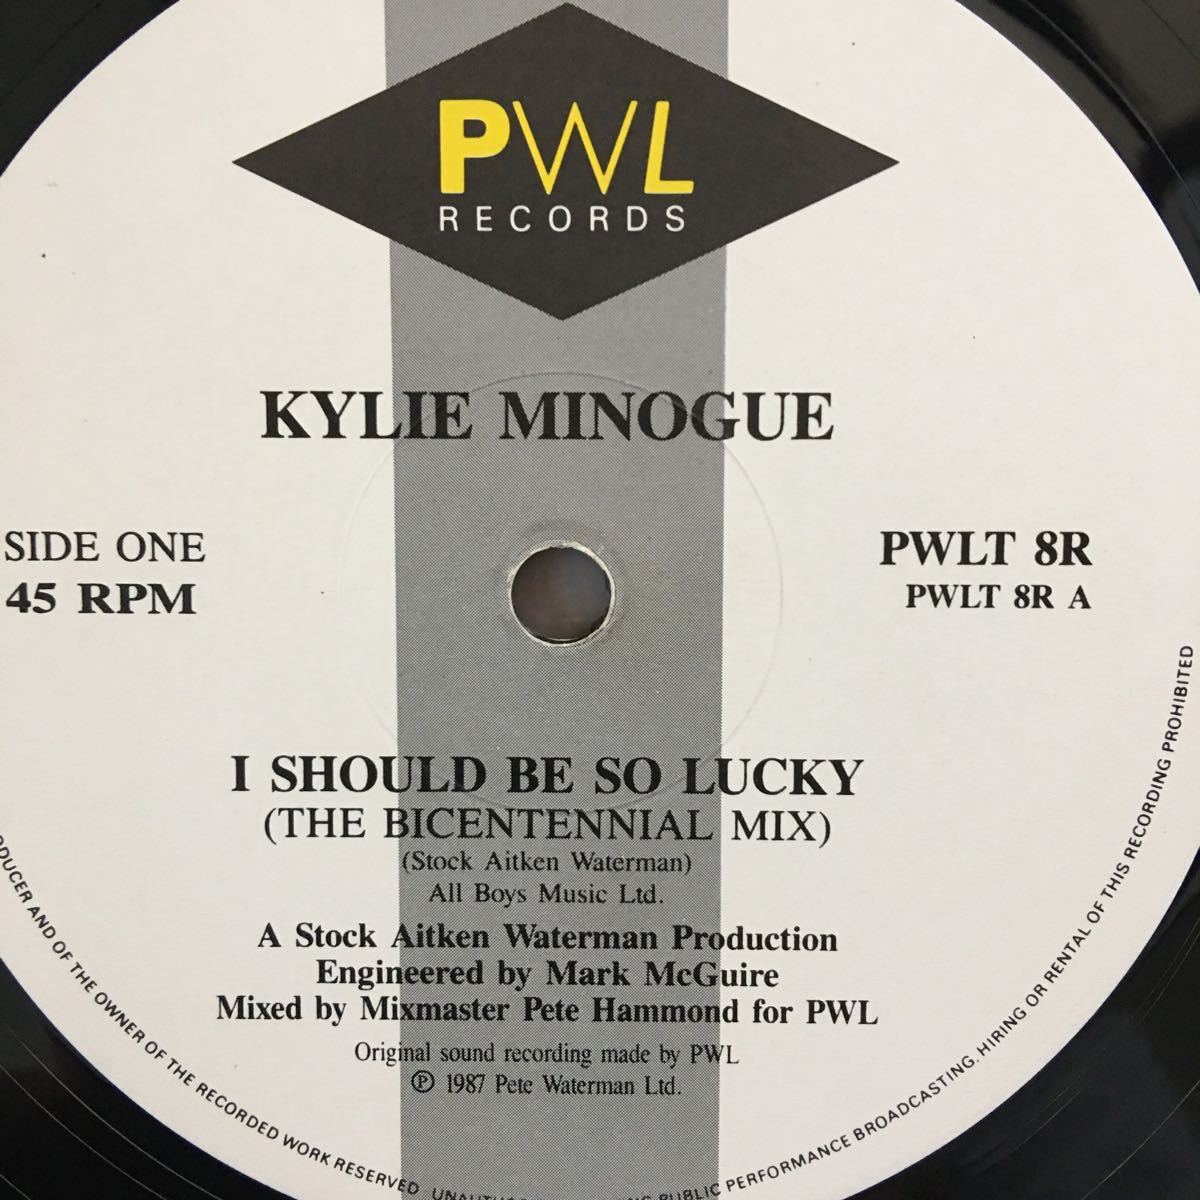 PWL
RECORDS
KYLIE MINOGUE
SIDE ONE
45 RPM
PWLT 8R
PWLT 8R A
I SHOULD BE SO LUCKY
(THE BICENTENNIAL MIX)
(Stock Aitken Waterman)
All Boys Music Ltd.
A Stock Aitken Waterman Production
Engineered by Mark McGuire
Mixed by Mixmaster Pete Hammond for PWL
Original sound recording made by PWL
℗ 1987 Pete Waterman Ltd.
AND OF THE OWNER OF THE RECORDED WORK RESERVED PUBLIC PERFORMANCE BROADCASTING. HIRING OR RENTAL OF THIS RECORDING PROHIBITED